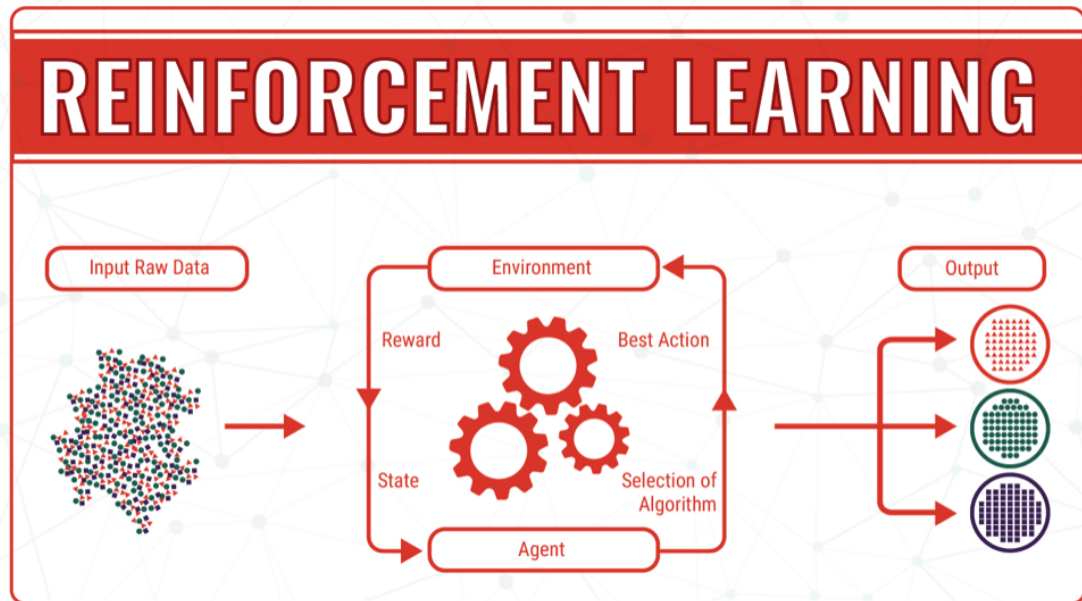 REINFORCEMENT LEARNING
Input Raw Data
Environment
Output
Reward
Best Action
State
Selection of
Algorithm
Agent